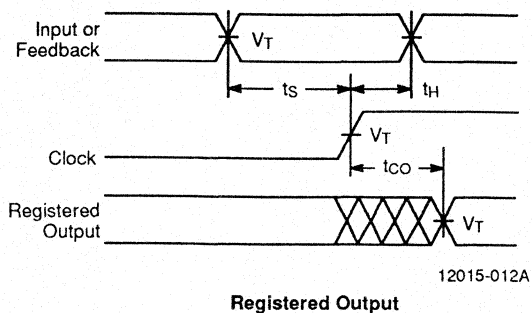 Input or
Feedback
VT
tS
tH
Clock
VT
tCO
Registered
Output
VT
12015-012A
Registered Output